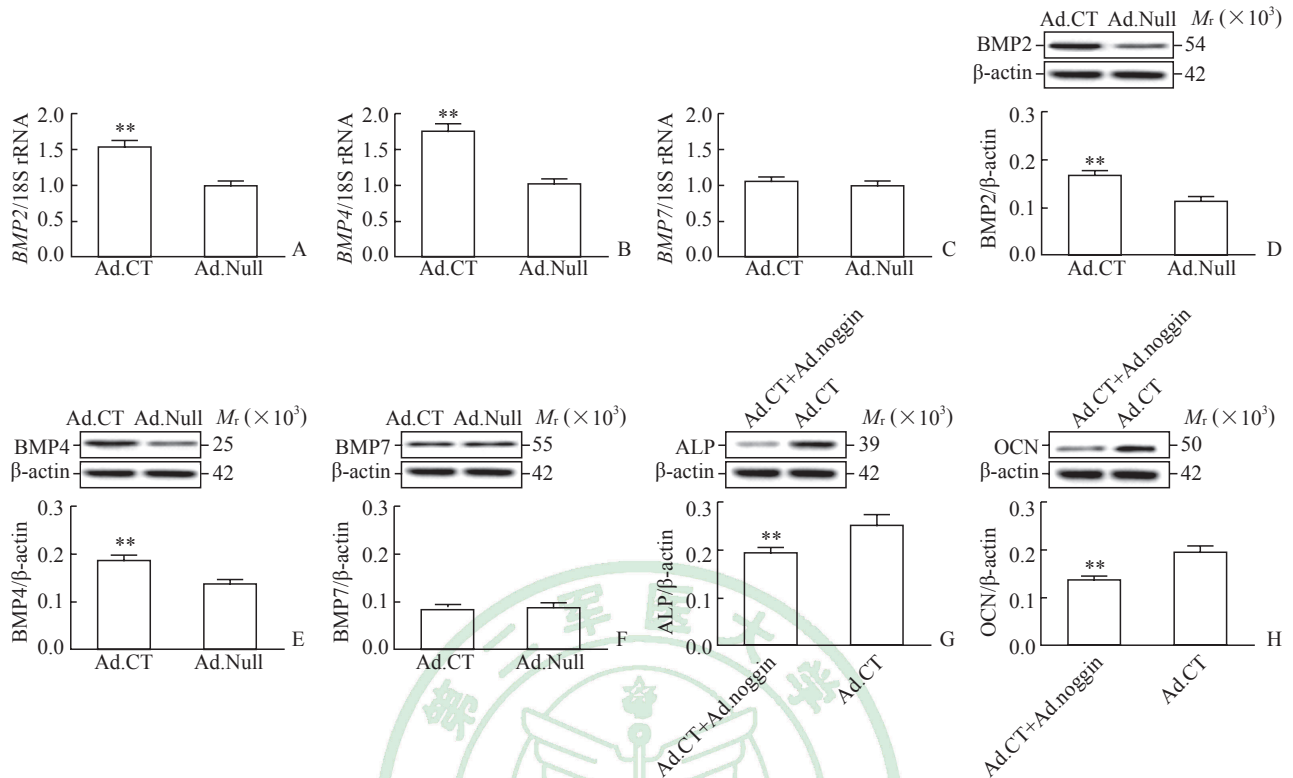 Ad.CT Ad.Null Mr (×10³)
BMP2 54
β-actin 42
BMP2/18S rRNA
2.0
1.5
1.0
0.5
0.0
**
Ad.CT Ad.Null
A
BMP4/18S rRNA
2.0
1.5
1.0
0.5
0.0
**
Ad.CT Ad.Null
B
BMP7/18S rRNA
2.0
1.5
1.0
0.5
0.0
Ad.CT Ad.Null
C
BMP2/β-actin
0.3
0.2
0.1
0.0
**
Ad.CT Ad.Null
D
Ad.CT Ad.Null Mr (×10³)
BMP4 25
β-actin 42
BMP4/β-actin
0.3
0.2
0.1
0.0
**
Ad.CT Ad.Null
E
Ad.CT Ad.Null Mr (×10³)
BMP7 55
β-actin 42
BMP7/β-actin
0.3
0.2
0.1
0.0
Ad.CT Ad.Null
F
Ad.CT+Ad.noggin
Ad.CT
Mr (×10³)
ALP 39
β-actin 42
ALP/β-actin
0.3
0.2
0.1
0.0
**
Ad.CT+Ad.noggin
Ad.CT
G
Ad.CT+Ad.noggin
Ad.CT
Mr (×10³)
OCN 50
β-actin 42
OCN/β-actin
0.3
0.2
0.1
0.0
**
Ad.CT+Ad.noggin
Ad.CT
H
第二军医大学